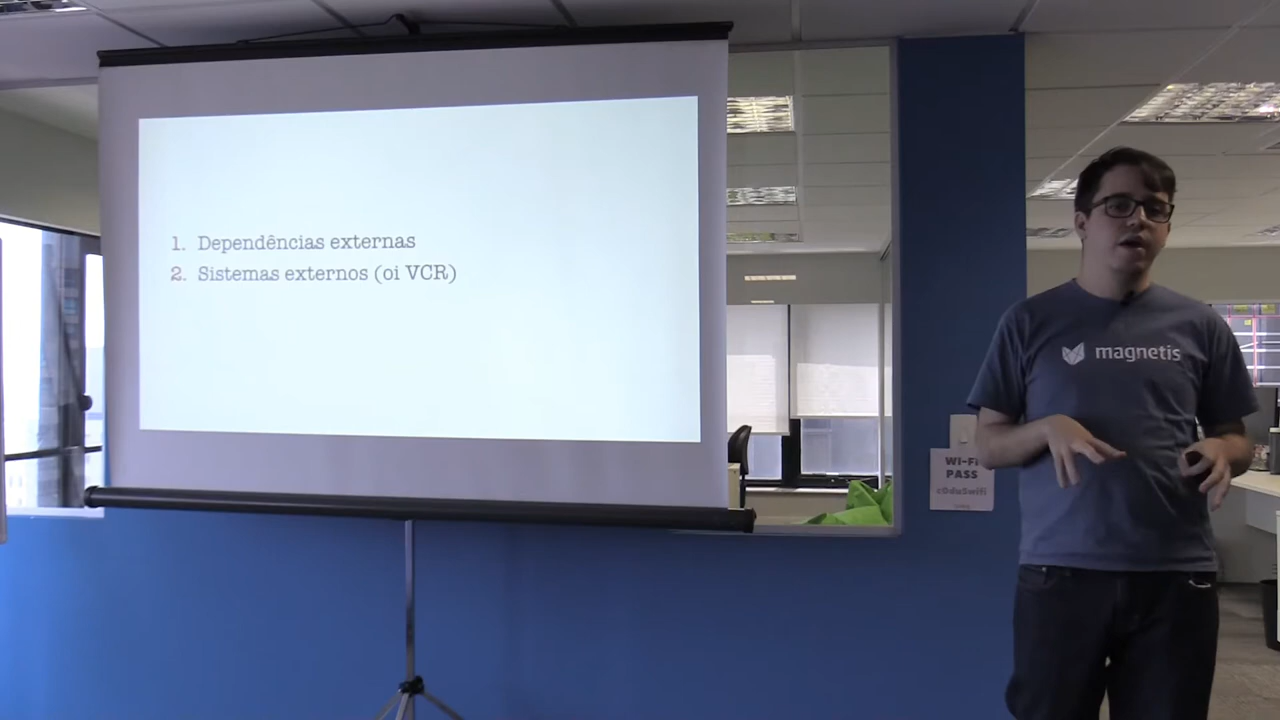 1. Dependências externas
2. Sistemas externos (oi VCR)
magnetis
WI-FI
PASS